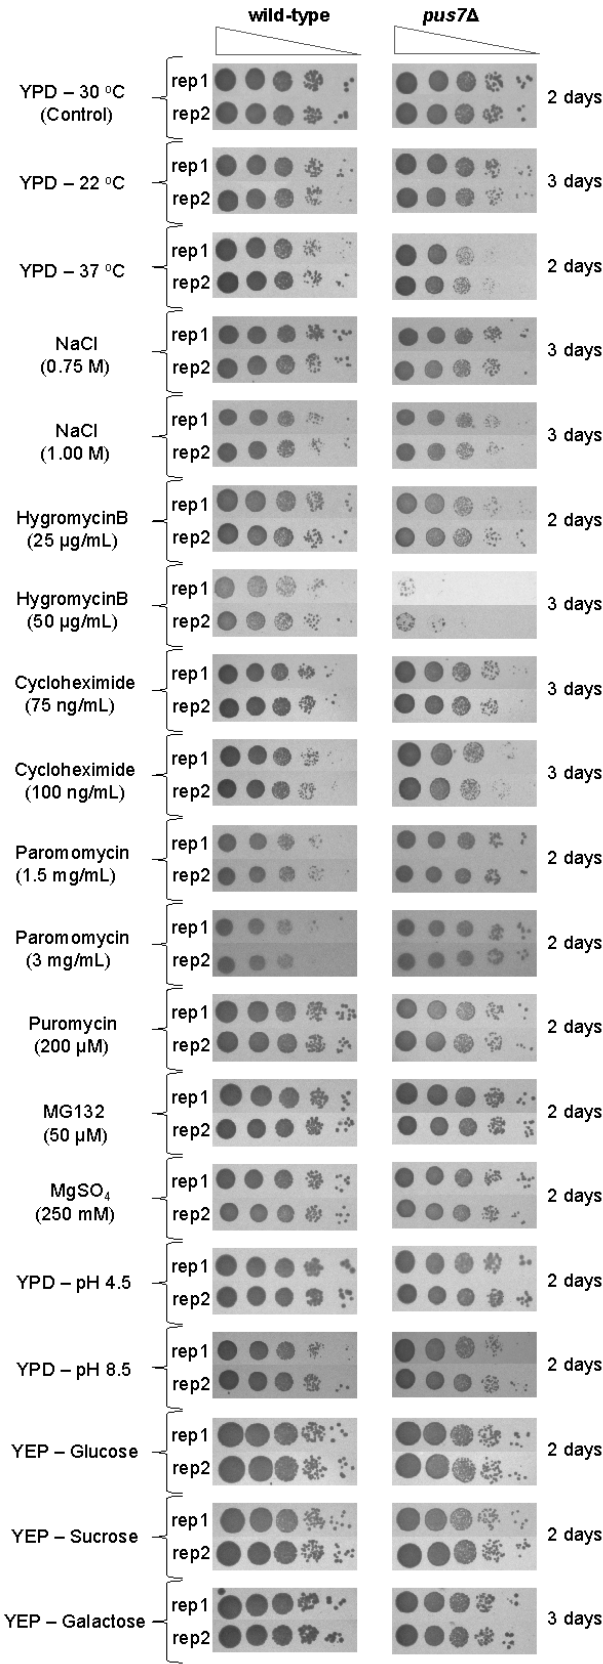 wild-type pus7Δ
YPD – 30 ⁰C
(Control)
rep1
rep2
2 days
YPD – 22 ⁰C
rep1
rep2
3 days
YPD – 37 ⁰C
rep1
rep2
2 days
NaCl
(0.75 M)
rep1
rep2
3 days
NaCl
(1.00 M)
rep1
rep2
3 days
HygromycinB
(25 µg/mL)
rep1
rep2
2 days
HygromycinB
(50 µg/mL)
rep1
rep2
3 days
Cycloheximide
(75 ng/mL)
rep1
rep2
3 days
Cycloheximide
(100 ng/mL)
rep1
rep2
3 days
Paromomycin
(1.5 mg/mL)
rep1
rep2
2 days
Paromomycin
(3 mg/mL)
rep1
rep2
2 days
Puromycin
(200 µM)
rep1
rep2
2 days
MG132
(50 µM)
rep1
rep2
2 days
MgSO₄
(250 mM)
rep1
rep2
2 days
YPD – pH 4.5
rep1
rep2
2 days
YPD – pH 8.5
rep1
rep2
2 days
YEP – Glucose
rep1
rep2
2 days
YEP – Sucrose
rep1
rep2
2 days
YEP – Galactose
rep1
rep2
3 days